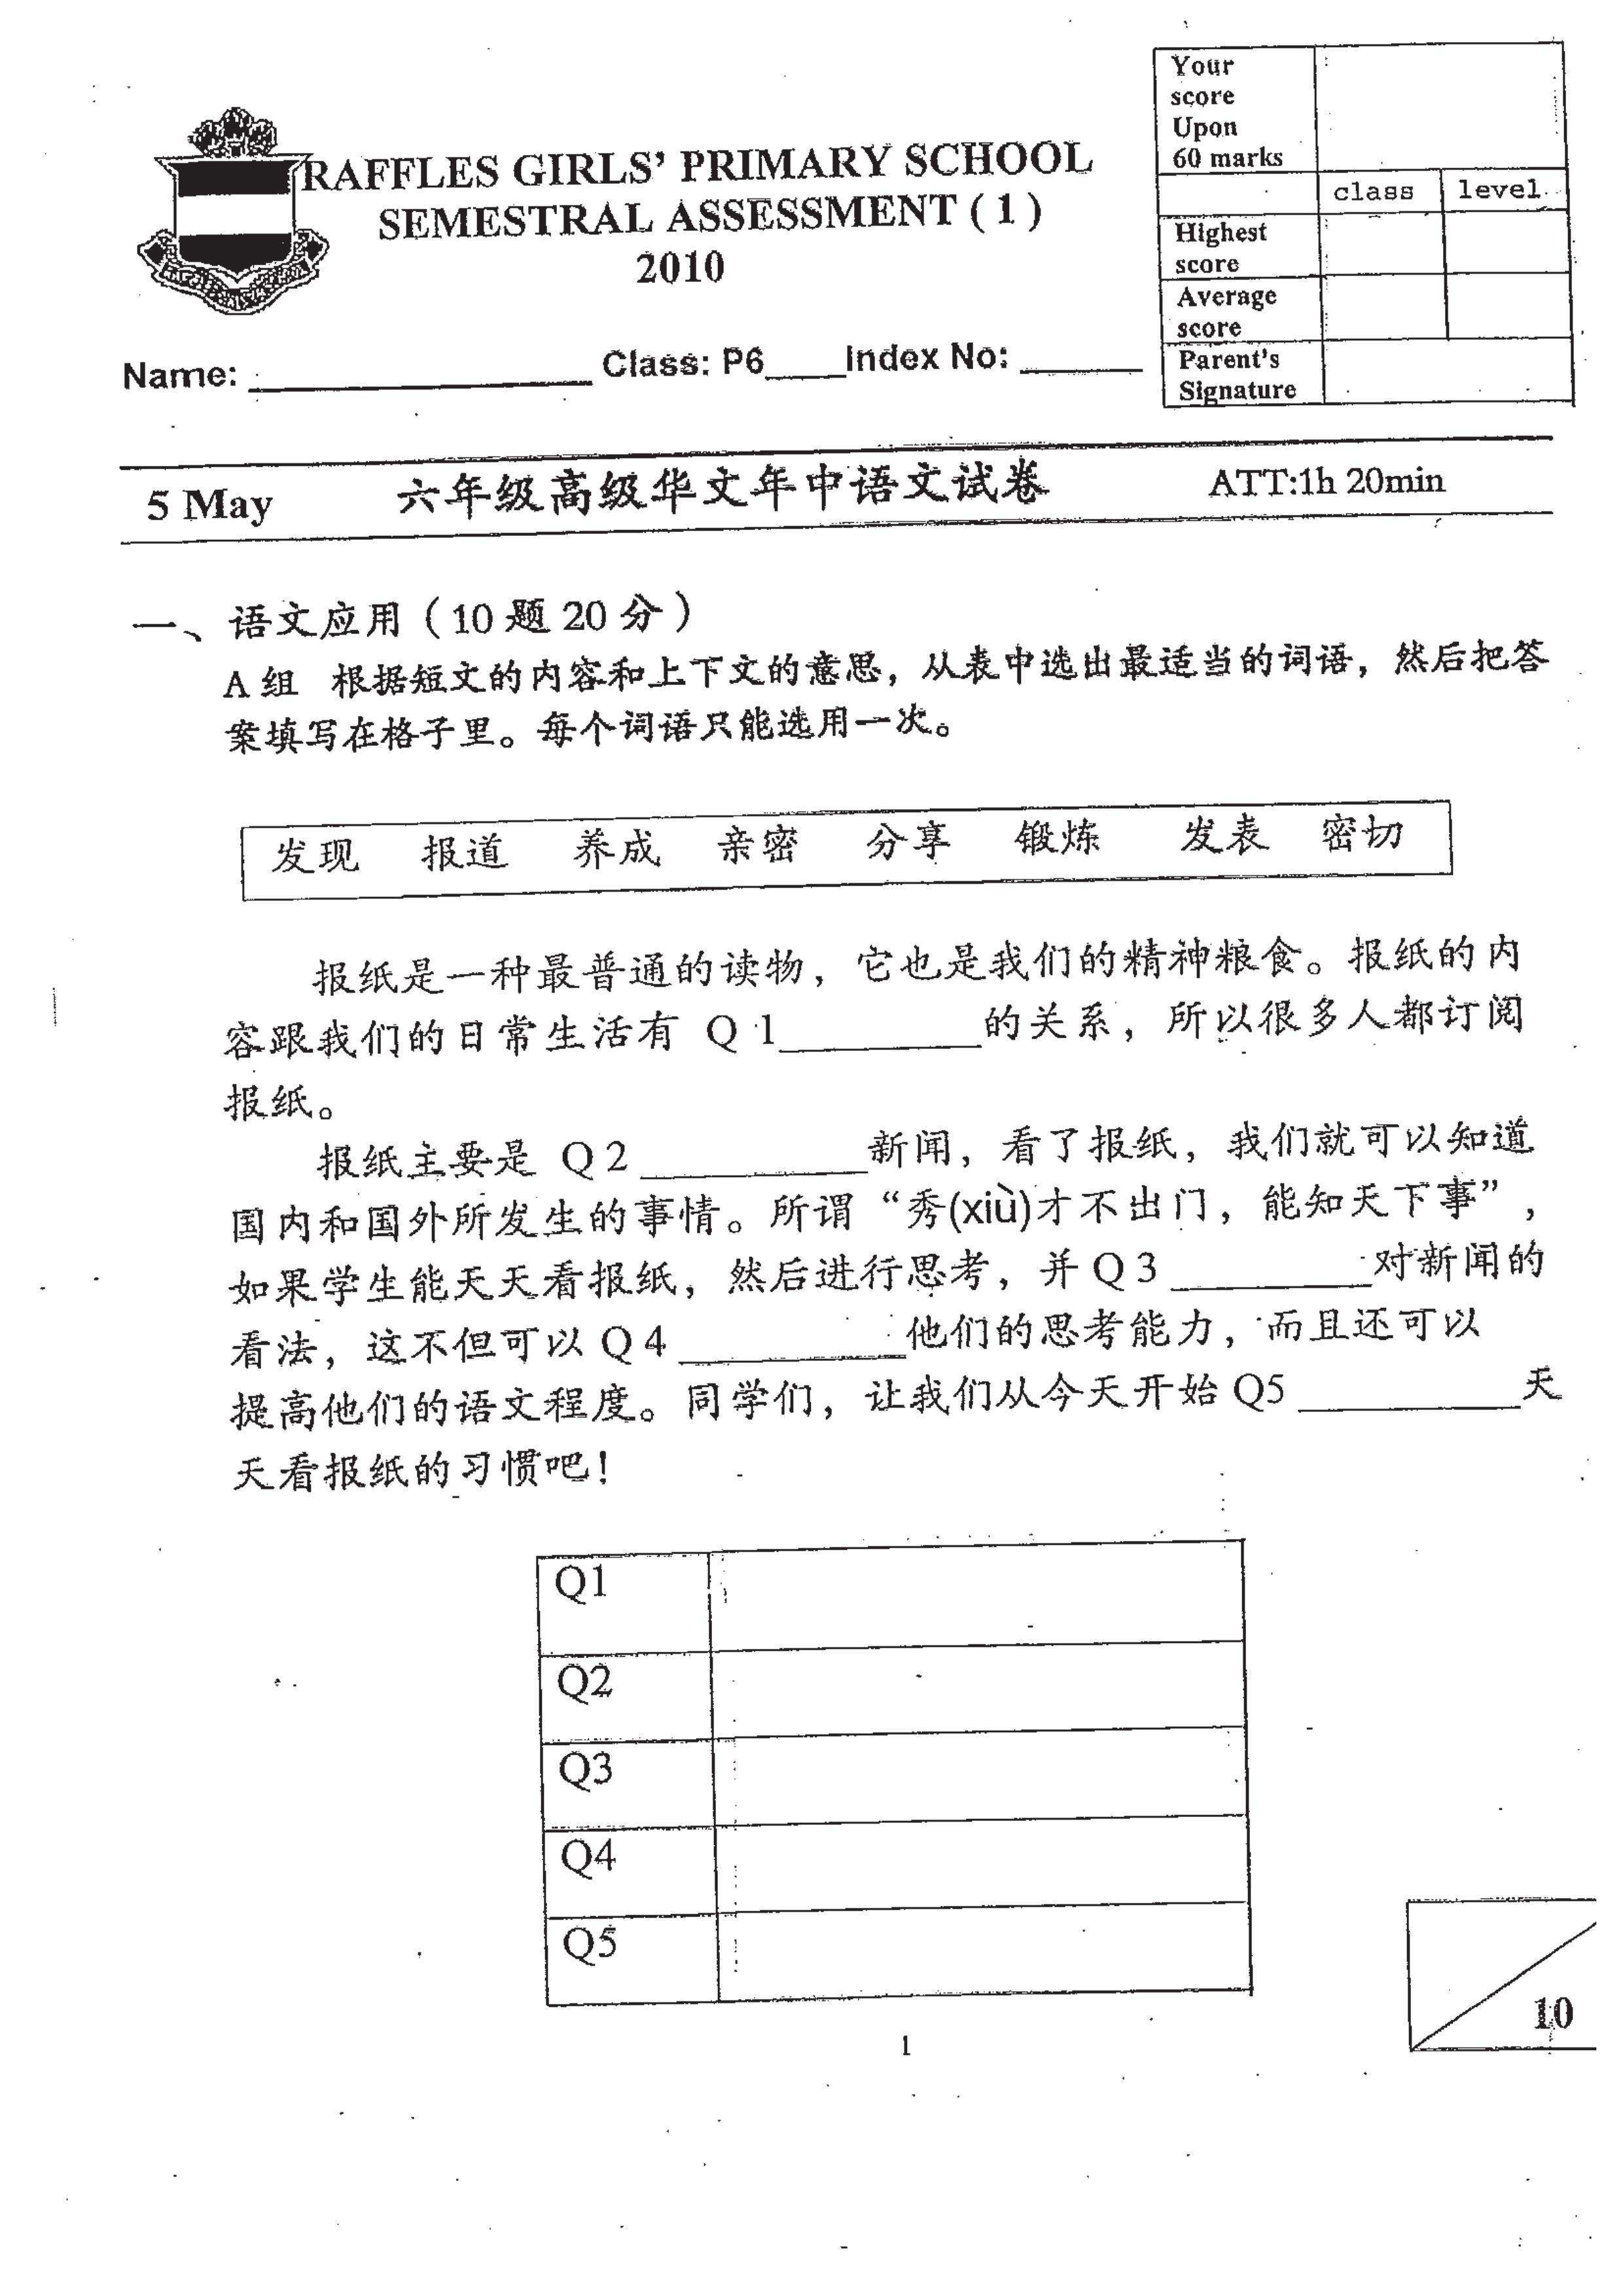 Your
score
Upon
60 marks
class level
Highest
score
Average
score
Parent's
Signature
RAFFLES GIRLS' PRIMARY SCHOOL
SEMESTRAL ASSESSMENT ( 1 )
2010
Name: ________________ Class: P6____Index No: ______
5 May 六年级高级华文年中语文试卷 ATT:1h 20min
一、语文应用（10 题 20 分）
A 组 根据短文的内容和上下文的意思，从表中选出最适当的词语，然后把答
案填写在格子里。每个词语只能选用一次。
发现 报道 养成 亲密 分享 锻炼 发表 密切
报纸是一种最普通的读物，它也是我们的精神粮食。报纸的内
容跟我们的日常生活有 Q 1_________的关系，所以很多人都订阅
报纸。
报纸主要是 Q 2 __________新闻，看了报纸，我们就可以知道
国内和国外所发生的事情。所谓“秀(xiù)才不出门，能知天下事”，
如果学生能天天看报纸，然后进行思考，并 Q 3 _________对新闻的
看法，这不但可以 Q 4 __________他们的思考能力，而且还可以
提高他们的语文程度。同学们，让我们从今天开始 Q5 __________天
天看报纸的习惯吧！
Q1
Q2
Q3
Q4
Q5
10
1